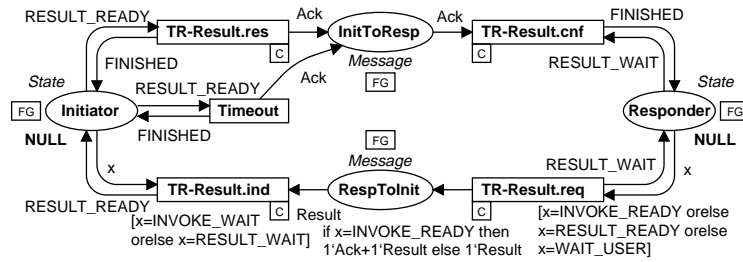 RESULT_READY
TR-Result.res
Ack
InitToResp
Ack
TR-Result.cnf
FINISHED
C
C
FINISHED
RESULT_WAIT
State
RESULT_READY
Ack
Message
State
FG
Initiator
Timeout
FG
Responder
FG
NULL
FINISHED
NULL
FG
Message
x
RESULT_WAIT
x
TR-Result.ind
RespToInit
TR-Result.req
RESULT_READY
C
Result
C
[x=INVOKE_WAIT
orelse x=RESULT_WAIT]
if x=INVOKE_READY then
1‘Ack+1‘Result else 1‘Result
[x=INVOKE_READY orelse
x=RESULT_READY orelse
x=WAIT_USER]